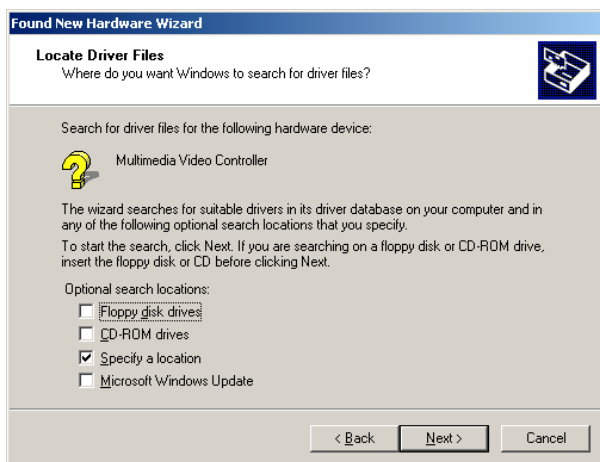 Found New Hardware Wizard
Locate Driver Files
Where do you want Windows to search for driver files?
Search for driver files for the following hardware device:
Multimedia Video Controller
The wizard searches for suitable drivers in its driver database on your computer and in
any of the following optional search locations that you specify.
To start the search, click Next. If you are searching on a floppy disk or CD-ROM drive,
insert the floppy disk or CD before clicking Next.
Optional search locations:
Floppy disk drives
CD-ROM drives
Specify a location
Microsoft Windows Update
< Back Next > Cancel